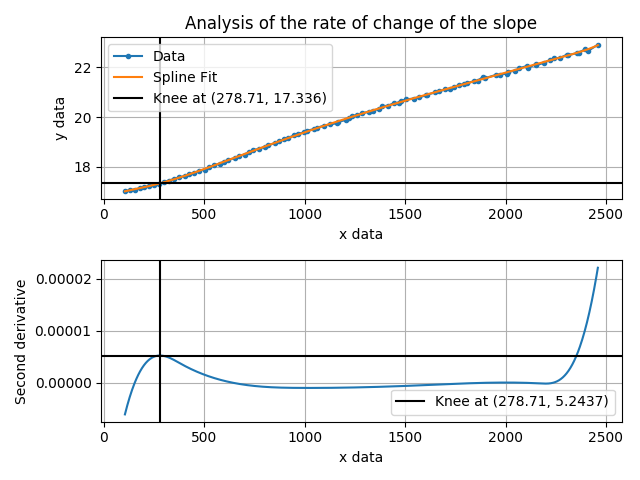 Analysis of the rate of change of the slope
Data
Spline Fit
Knee at (278.71, 17.336)
y data
22
20
18
0 500 1000 1500 2000 2500
x data
Second derivative
0.00002
0.00001
0.00000
Knee at (278.71, 5.2437)
0 500 1000 1500 2000 2500
x data